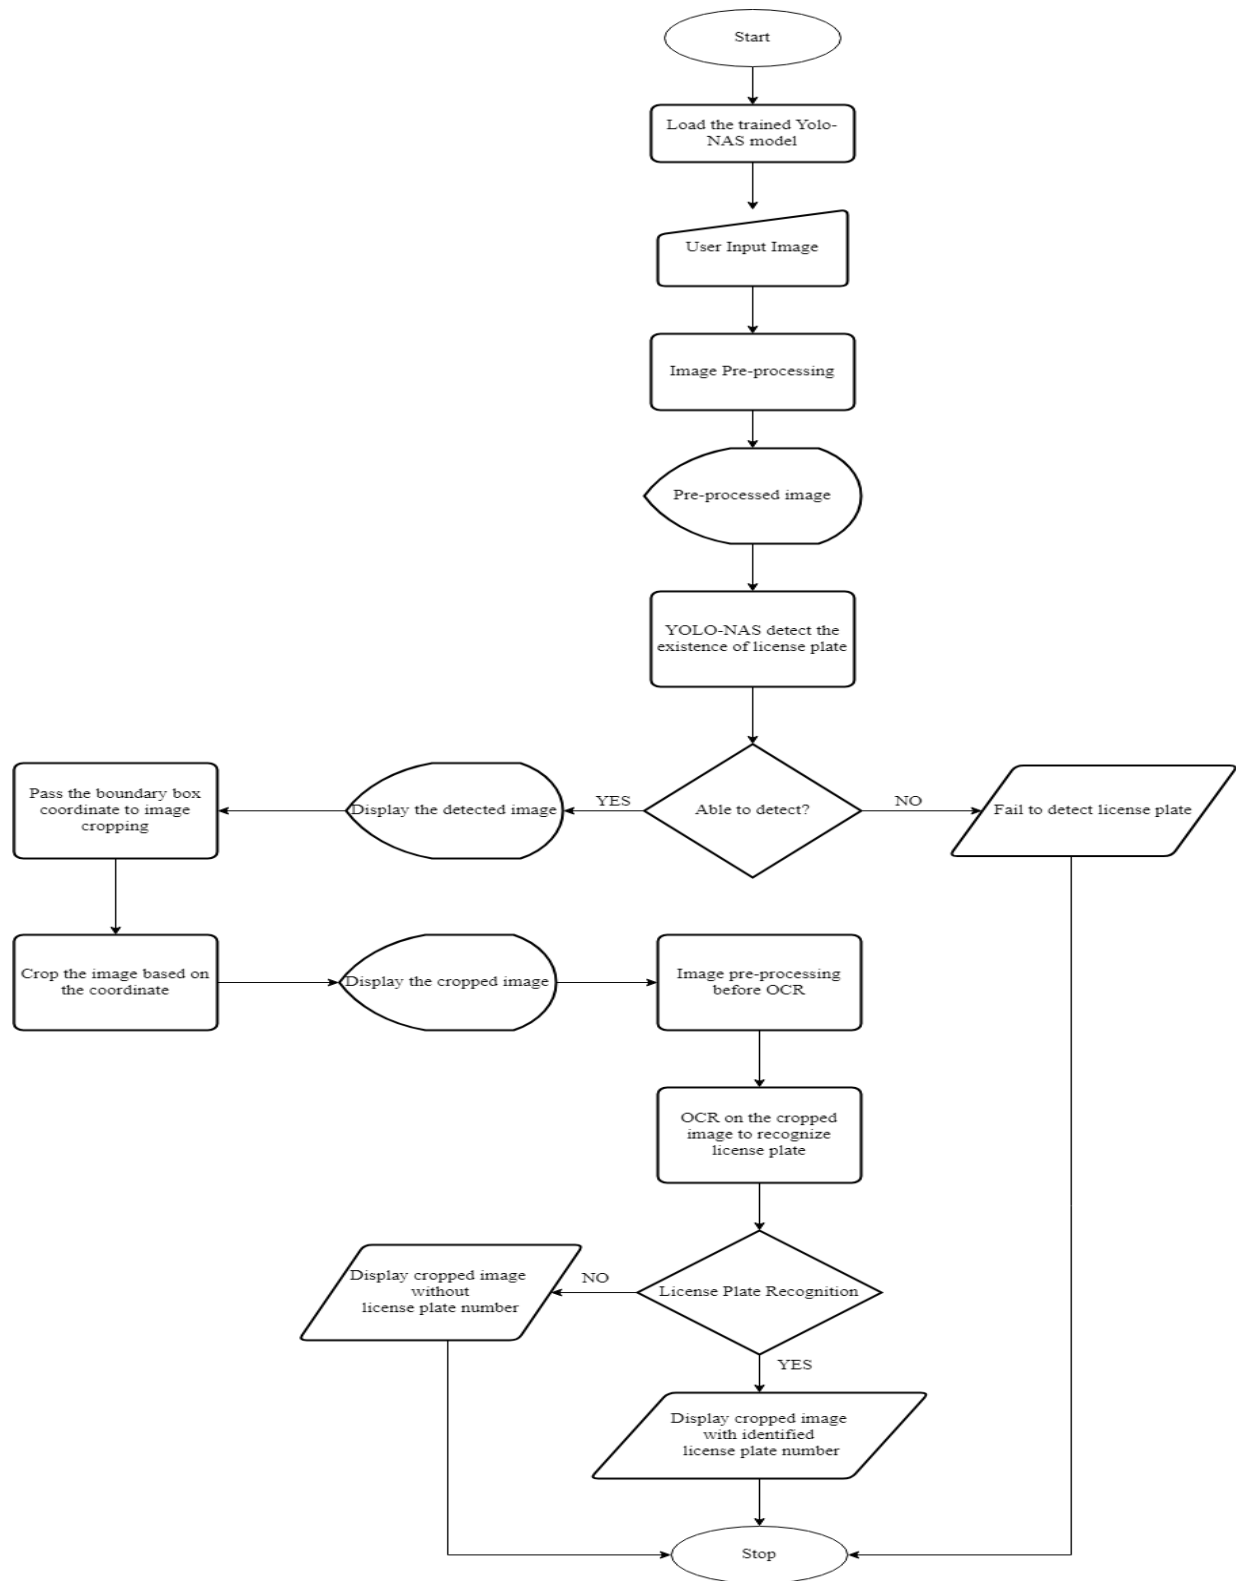 Start
Load the trained Yolo-
NAS model
User Input Image
Image Pre-processing
Pre-processed image
YOLO-NAS detect the
existence of license plate
Able to detect?
YES
NO
Display the detected image
Fail to detect license plate
Pass the boundary box
coordinate to image
cropping
Crop the image based on
the coordinate
Display the cropped image
Image pre-processing
before OCR
OCR on the cropped
image to recognize
license plate
License Plate Recognition
NO
Display cropped image
without
license plate number
YES
Display cropped image
with identified
license plate number
Stop